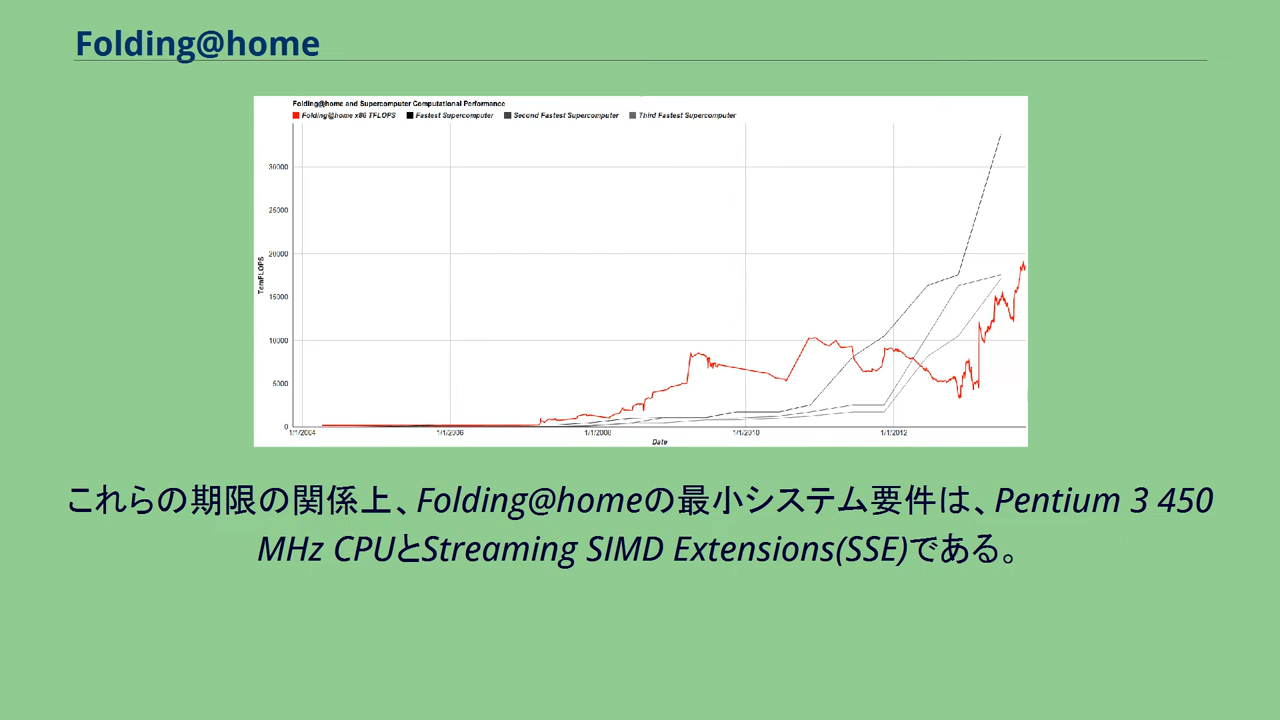 Folding@home
Folding@home and Supercomputer Computational Performance
Folding@home x86 TFLOPS Fastest Supercomputer Second Fastest Supercomputer Third Fastest Supercomputer
30000
25000
20000
15000
10000
5000
0
TeraFLOPS
1/1/2004 1/1/2006 1/1/2008 1/1/2010 1/1/2012
Date
これらの期限の関係上、Folding@homeの最小システム要件は、Pentium 3 450
MHz CPUとStreaming SIMD Extensions(SSE)である。